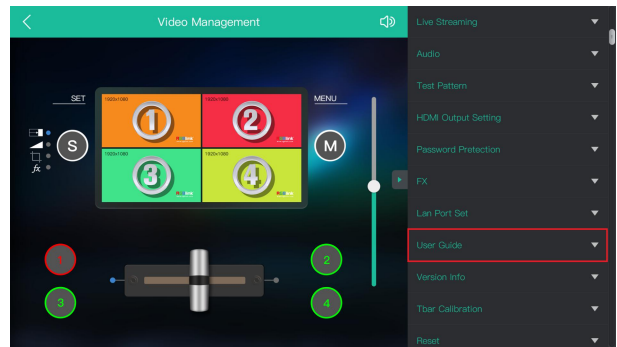 Video Management
SET
MENU
1920x1080
1920x1080
1
2
1920x1080
1920x1080
3
4
S
M
fx
1
2
3
4
Live Streaming
Audio
Test Pattern
HDMI Output Setting
Password Pretection
FX
Lan Port Set
User Guide
Version Info
Tbar Calibration
Reset